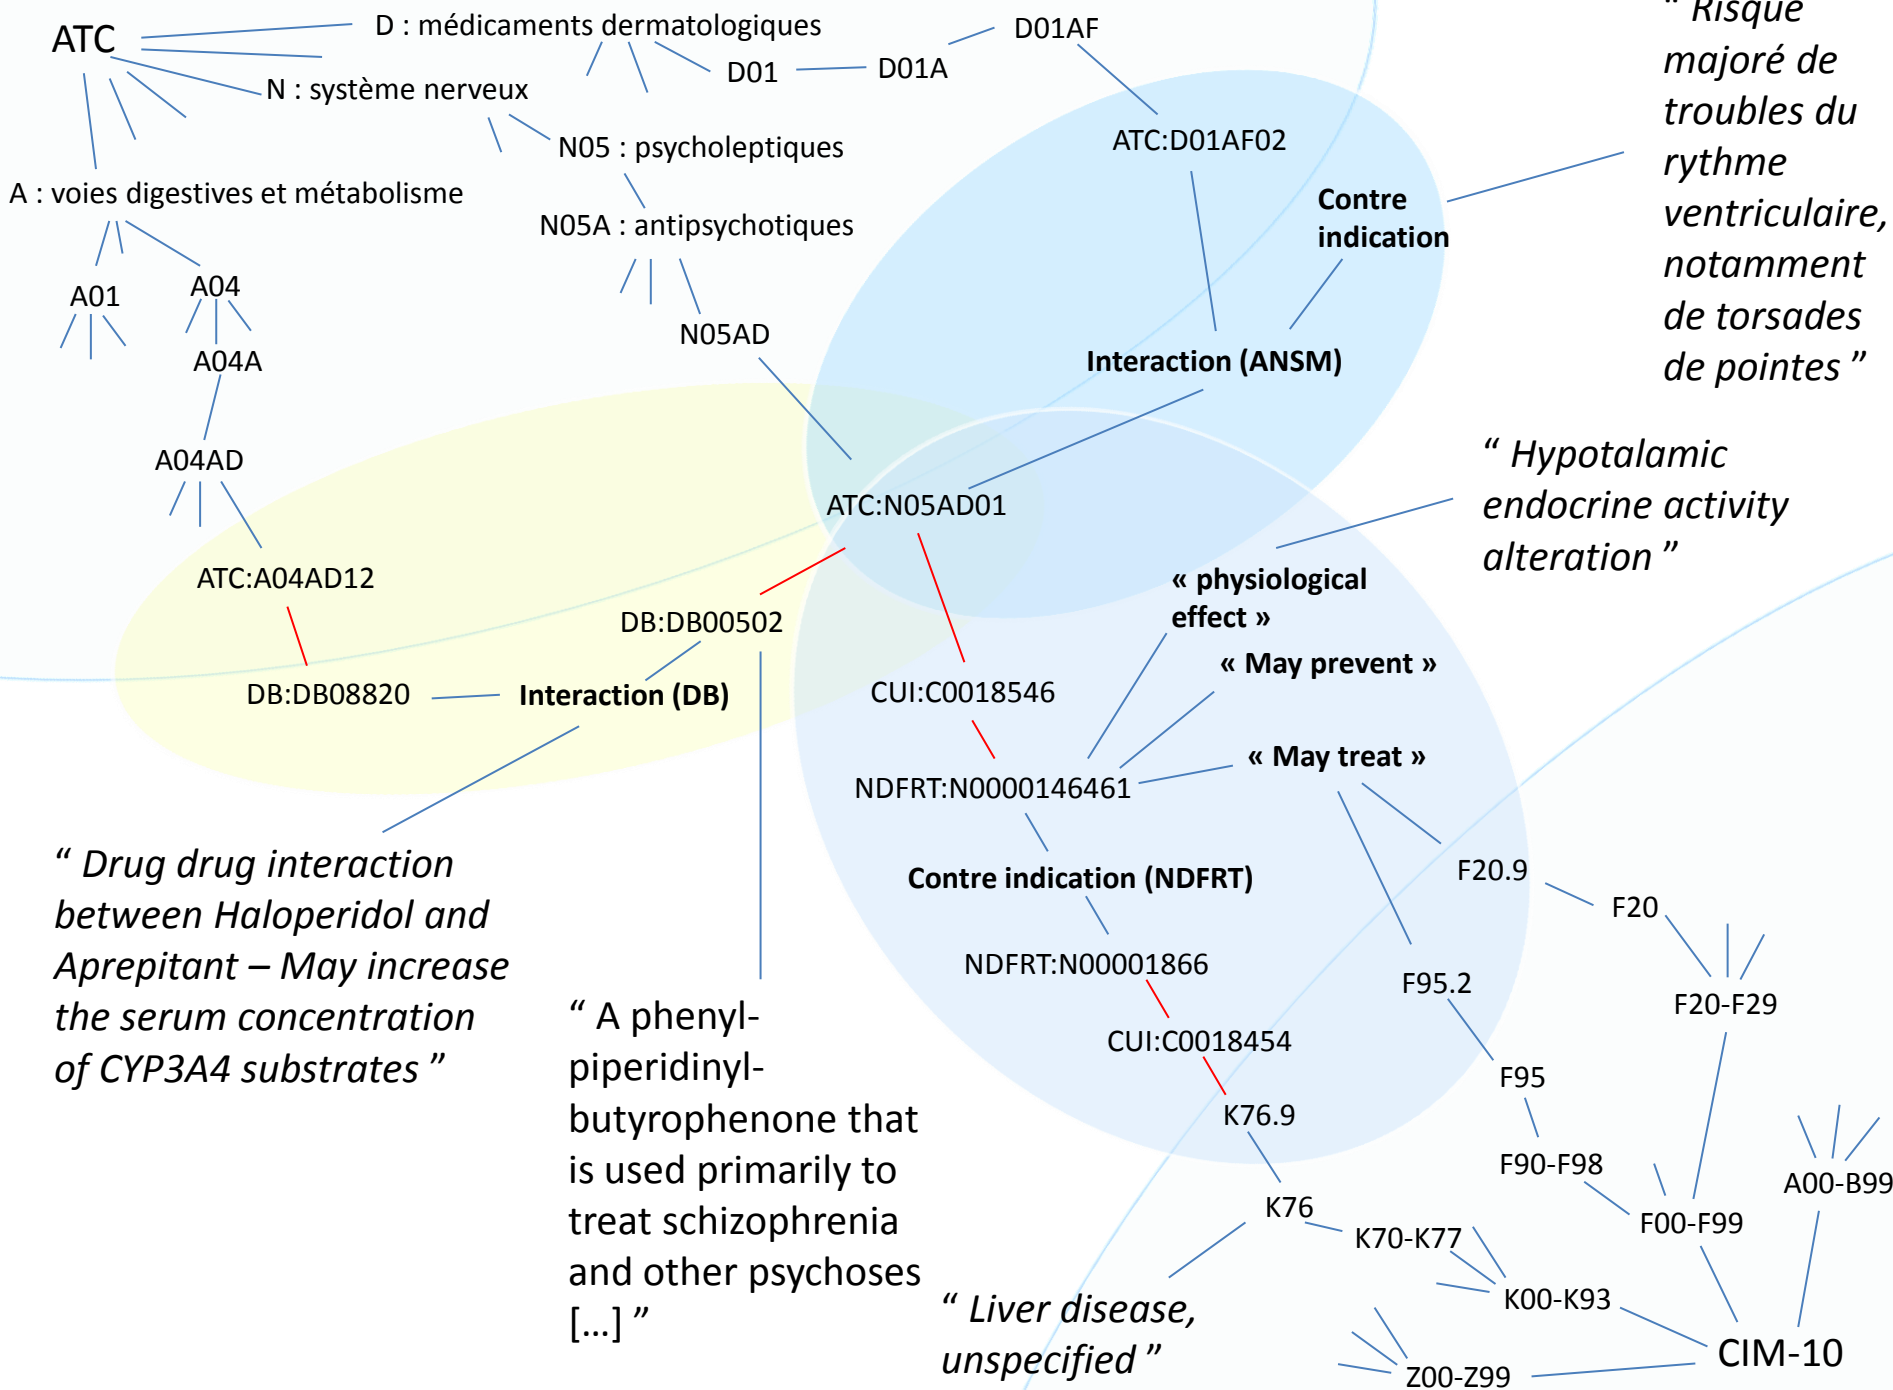 ATC
D : médicaments dermatologiques
D01AF
D01
D01A
N : système nerveux
N05 : psycholeptiques
ATC:D01AF02
A : voies digestives et métabolisme
N05A : antipsychotiques
Contre
indication
A01
A04
N05AD
A04A
Interaction (ANSM)
“ Risque
majoré de
troubles du
rythme
ventriculaire,
notamment
de torsades
de pointes ”
A04AD
ATC:N05AD01
“ Hypotalamic
endocrine activity
alteration ”
ATC:A04AD12
DB:DB00502
« physiological
effect »
« May prevent »
DB:DB08820
Interaction (DB)
CUI:C0018546
« May treat »
NDFRT:N0000146461
“ Drug drug interaction
between Haloperidol and
Aprepitant – May increase
the serum concentration
of CYP3A4 substrates ”
Contre indication (NDFRT)
F20.9
F20
NDFRT:N00001866
F95.2
F20-F29
“ A phenyl-
piperidinyl-
butyrophenone that
is used primarily to
treat schizophrenia
and other psychoses
[...] ”
CUI:C0018454
F95
K76.9
F90-F98
A00-B99
K76
F00-F99
K70-K77
K00-K93
“ Liver disease,
unspecified ”
CIM-10
Z00-Z99